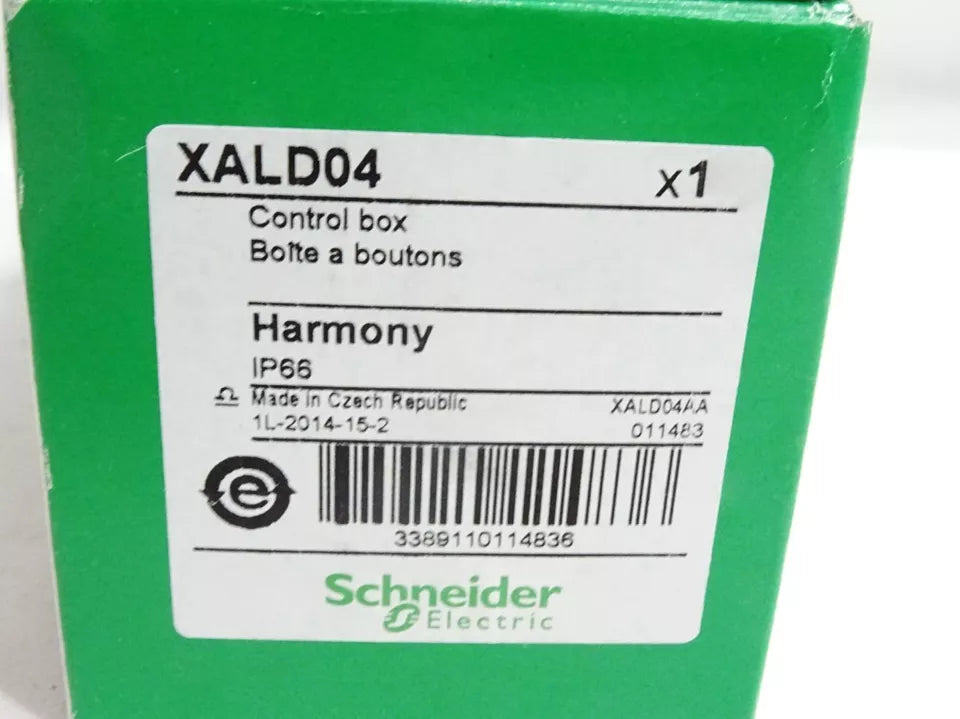 XALD04 x1
Control box
Boîte a boutons
Harmony
IP66
Made in Czech Republic XALD04AA
1L-2014-15-2 011483
e
3389110114836
Schneider
Electric